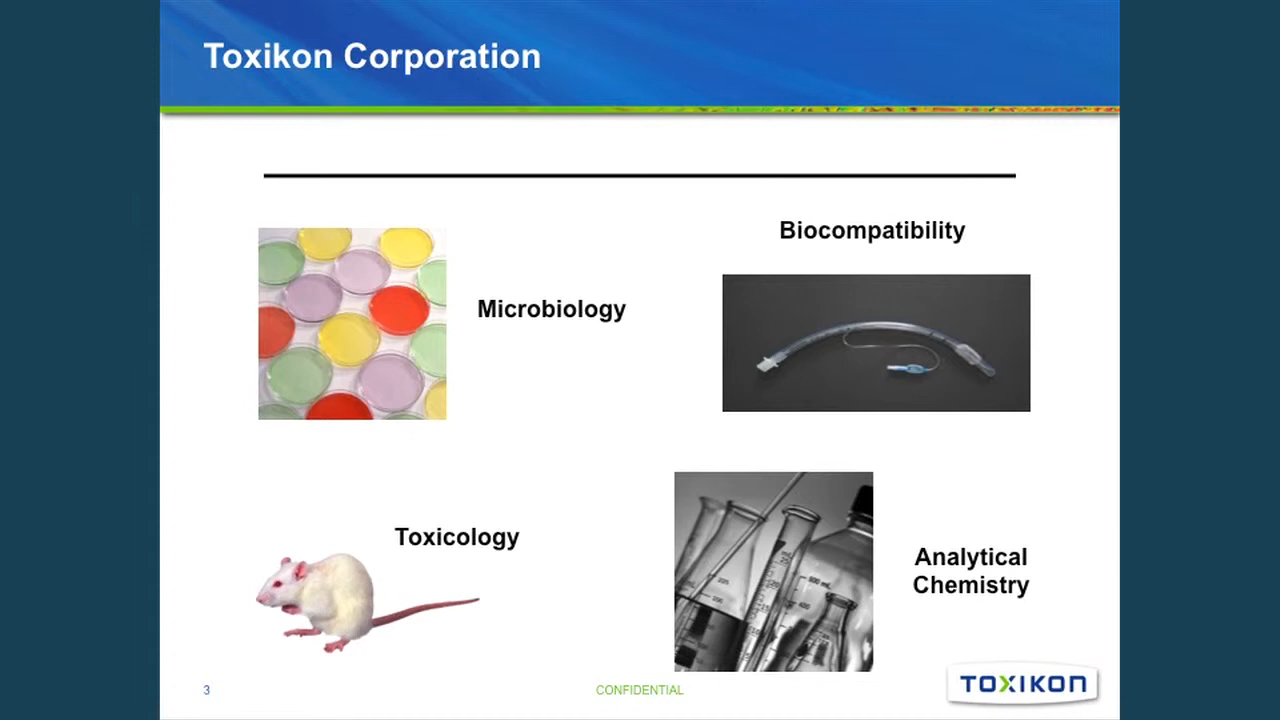 Toxikon Corporation
Biocompatibility
Microbiology
Toxicology
Analytical
Chemistry
3
CONFIDENTIAL
TOXIKON